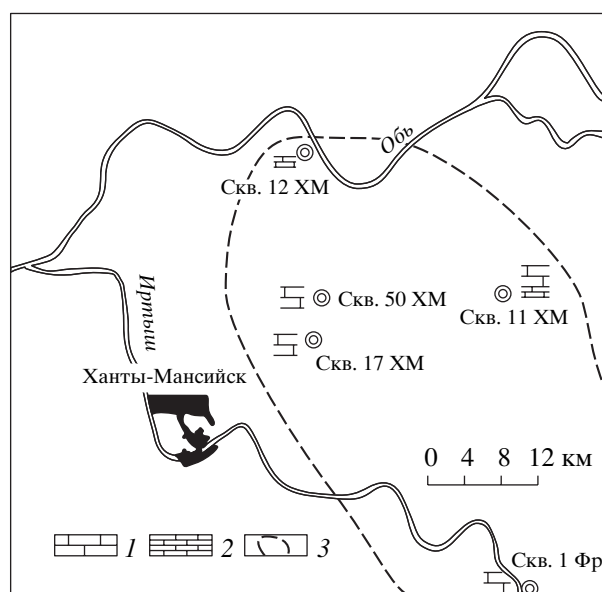 Обь
Скв. 12 ХМ
Иртыш
Скв. 50 ХМ
Скв. 11 ХМ
Скв. 17 ХМ
Ханты-Мансийск
0 4 8 12 км
1 2 3
Скв. 1 Фр